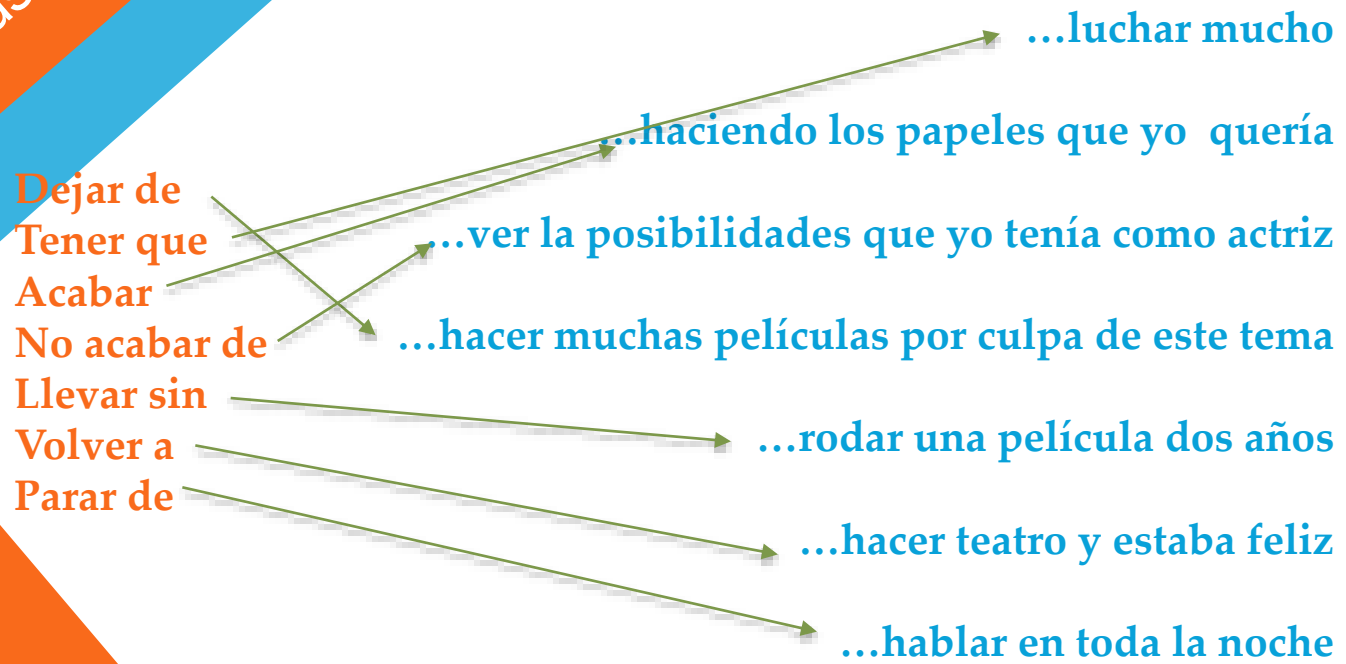 …luchar mucho
…haciendo los papeles que yo quería
Dejar de
Tener que
…ver la posibilidades que yo tenía como actriz
Acabar
No acabar de
…hacer muchas películas por culpa de este tema
Llevar sin
Volver a
…rodar una película dos años
Parar de
…hacer teatro y estaba feliz
…hablar en toda la noche